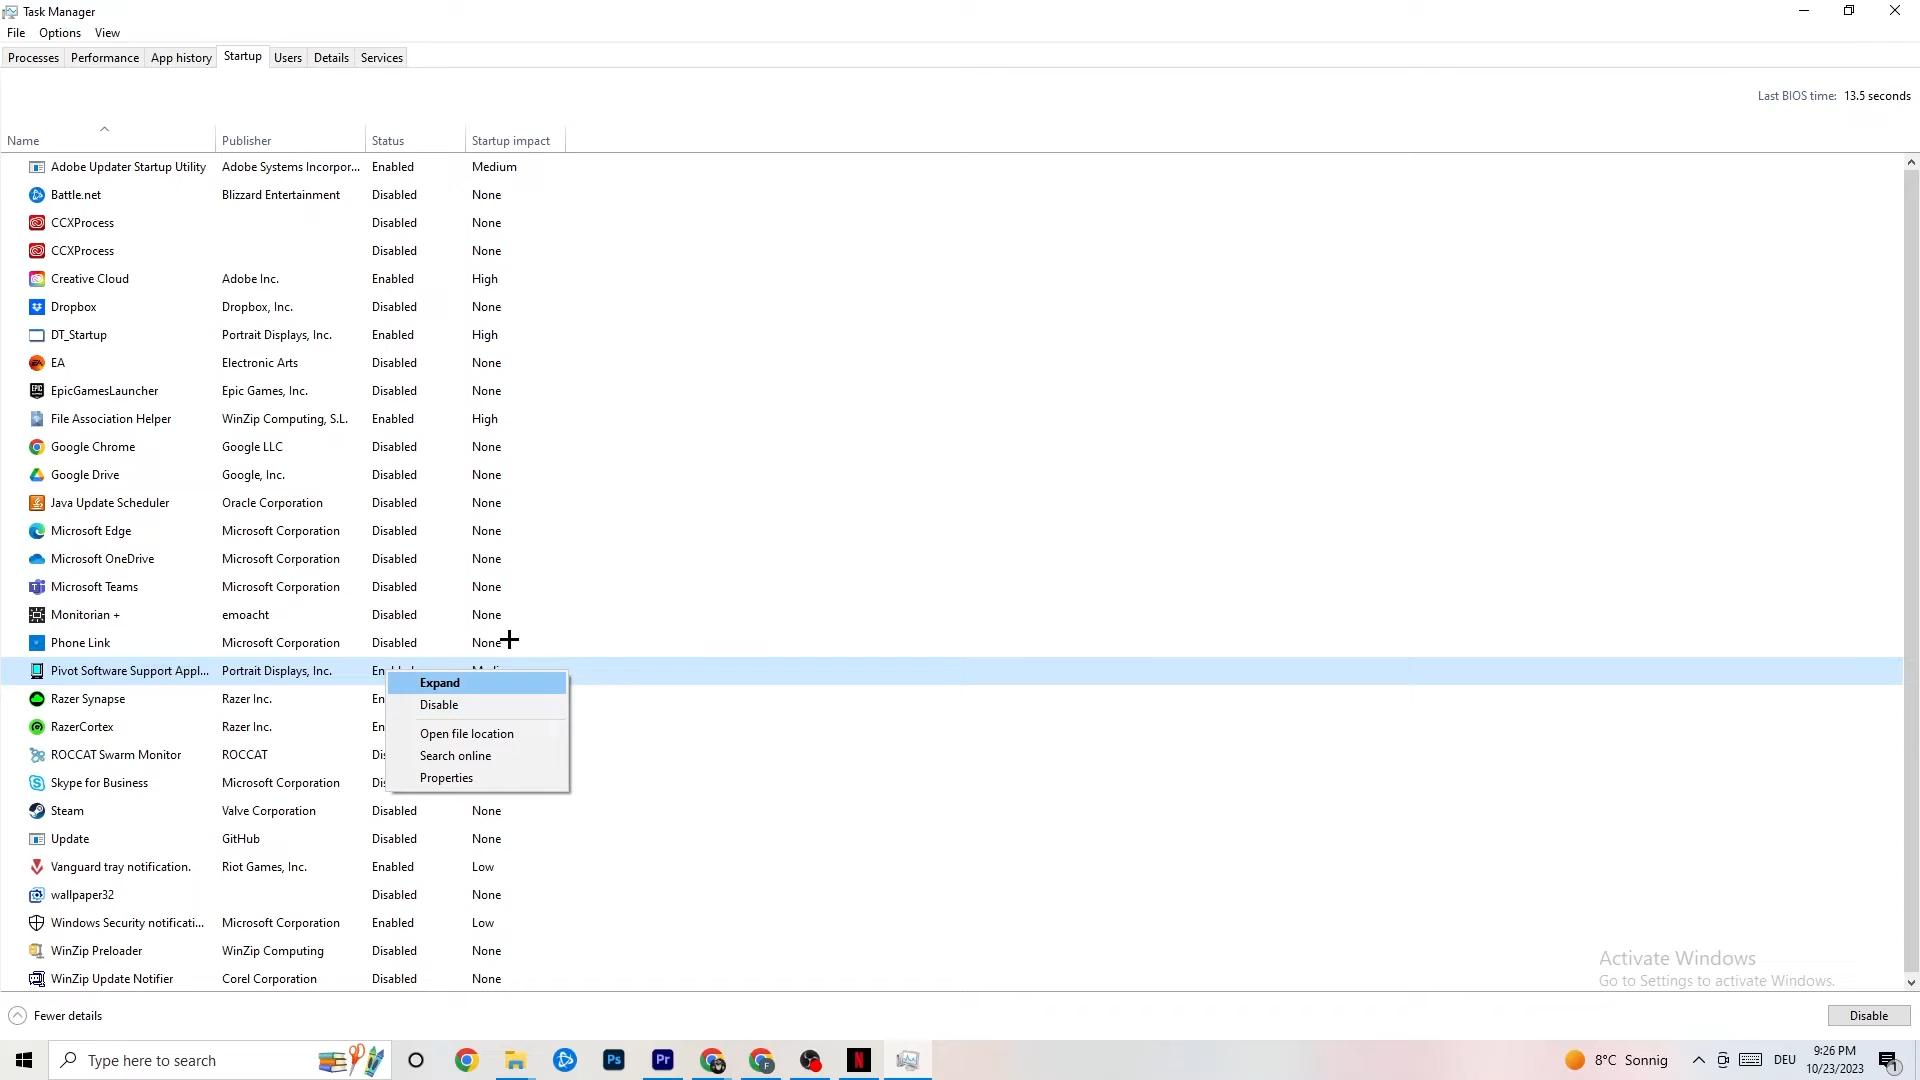 Task Manager
File Options View
Processes Performance App history Startup Users Details Services
Last BIOS time: 13.5 seconds
Name Publisher Status Startup impact
Adobe Updater Startup Utility Adobe Systems Incorpor... Enabled Medium
Battle.net Blizzard Entertainment Disabled None
CCXProcess Disabled None
CCXProcess Disabled None
Creative Cloud Adobe Inc. Enabled High
Dropbox Dropbox, Inc. Disabled None
DT_Startup Portrait Displays, Inc. Enabled High
EA Electronic Arts Disabled None
EpicGamesLauncher Epic Games, Inc. Disabled None
File Association Helper WinZip Computing, S.L. Enabled High
Google Chrome Google LLC Disabled None
Google Drive Google, Inc. Disabled None
Java Update Scheduler Oracle Corporation Disabled None
Microsoft Edge Microsoft Corporation Disabled None
Microsoft OneDrive Microsoft Corporation Disabled None
Microsoft Teams Microsoft Corporation Disabled None
Monitorian + emoacht Disabled None
Phone Link Microsoft Corporation Disabled None
Pivot Software Support Appl... Portrait Displays, Inc.
Expand
Razer Synapse Razer Inc. En
Disable
RazerCortex Razer Inc. En
Open file location
ROCCAT Swarm Monitor ROCCAT Dis
Search online
Skype for Business Microsoft Corporation Dis
Properties
Steam Valve Corporation Disabled None
Update GitHub Disabled None
Vanguard tray notification. Riot Games, Inc. Enabled Low
wallpaper32 Disabled None
Windows Security notificati... Microsoft Corporation Enabled Low
WinZip Preloader WinZip Computing Disabled None
WinZip Update Notifier Corel Corporation Disabled None
Activate Windows
Go to Settings to activate Windows.
Fewer details
Disable
Type here to search
Ps
Pr
F
N
8°C Sonnig
DEU
9:26 PM
10/23/2023
1